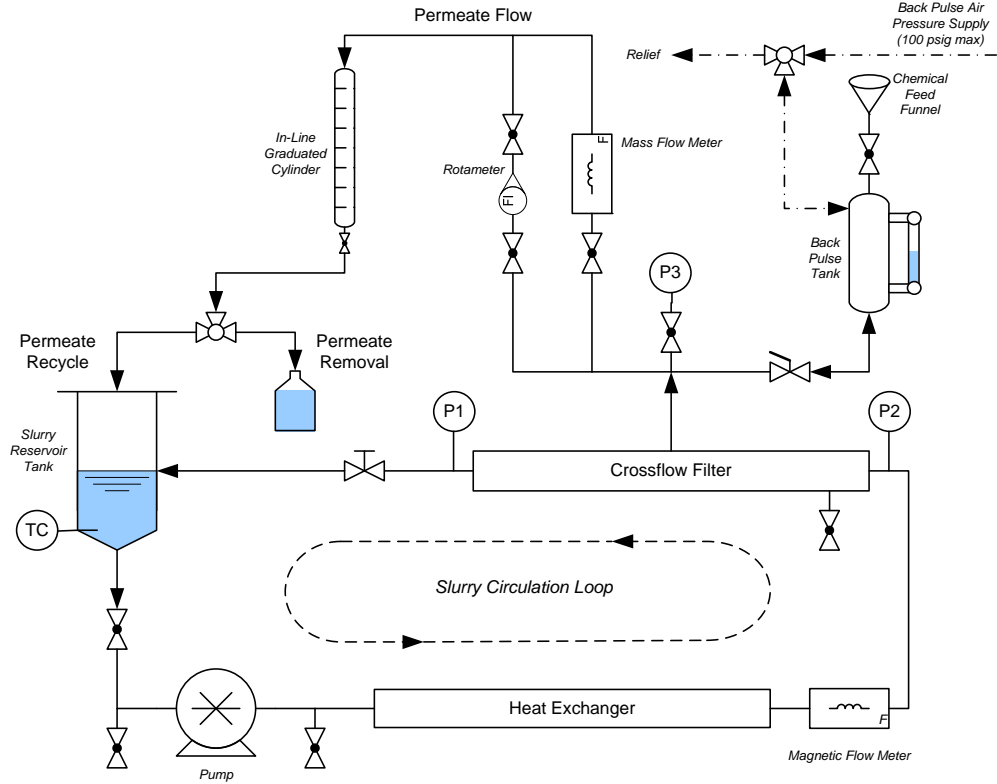 Permeate Flow
Back Pulse Air
Pressure Supply
(100 psig max)
Relief
Chemical
Feed
Funnel
In-Line
Graduated
Cylinder
Rotameter
FI
F
Mass Flow Meter
Back
Pulse
Tank
P3
Permeate
Recycle
Permeate
Removal
P1
P2
Slurry
Reservoir
Tank
Crossflow Filter
TC
Slurry Circulation Loop
Heat Exchanger
F
Magnetic Flow Meter
Pump